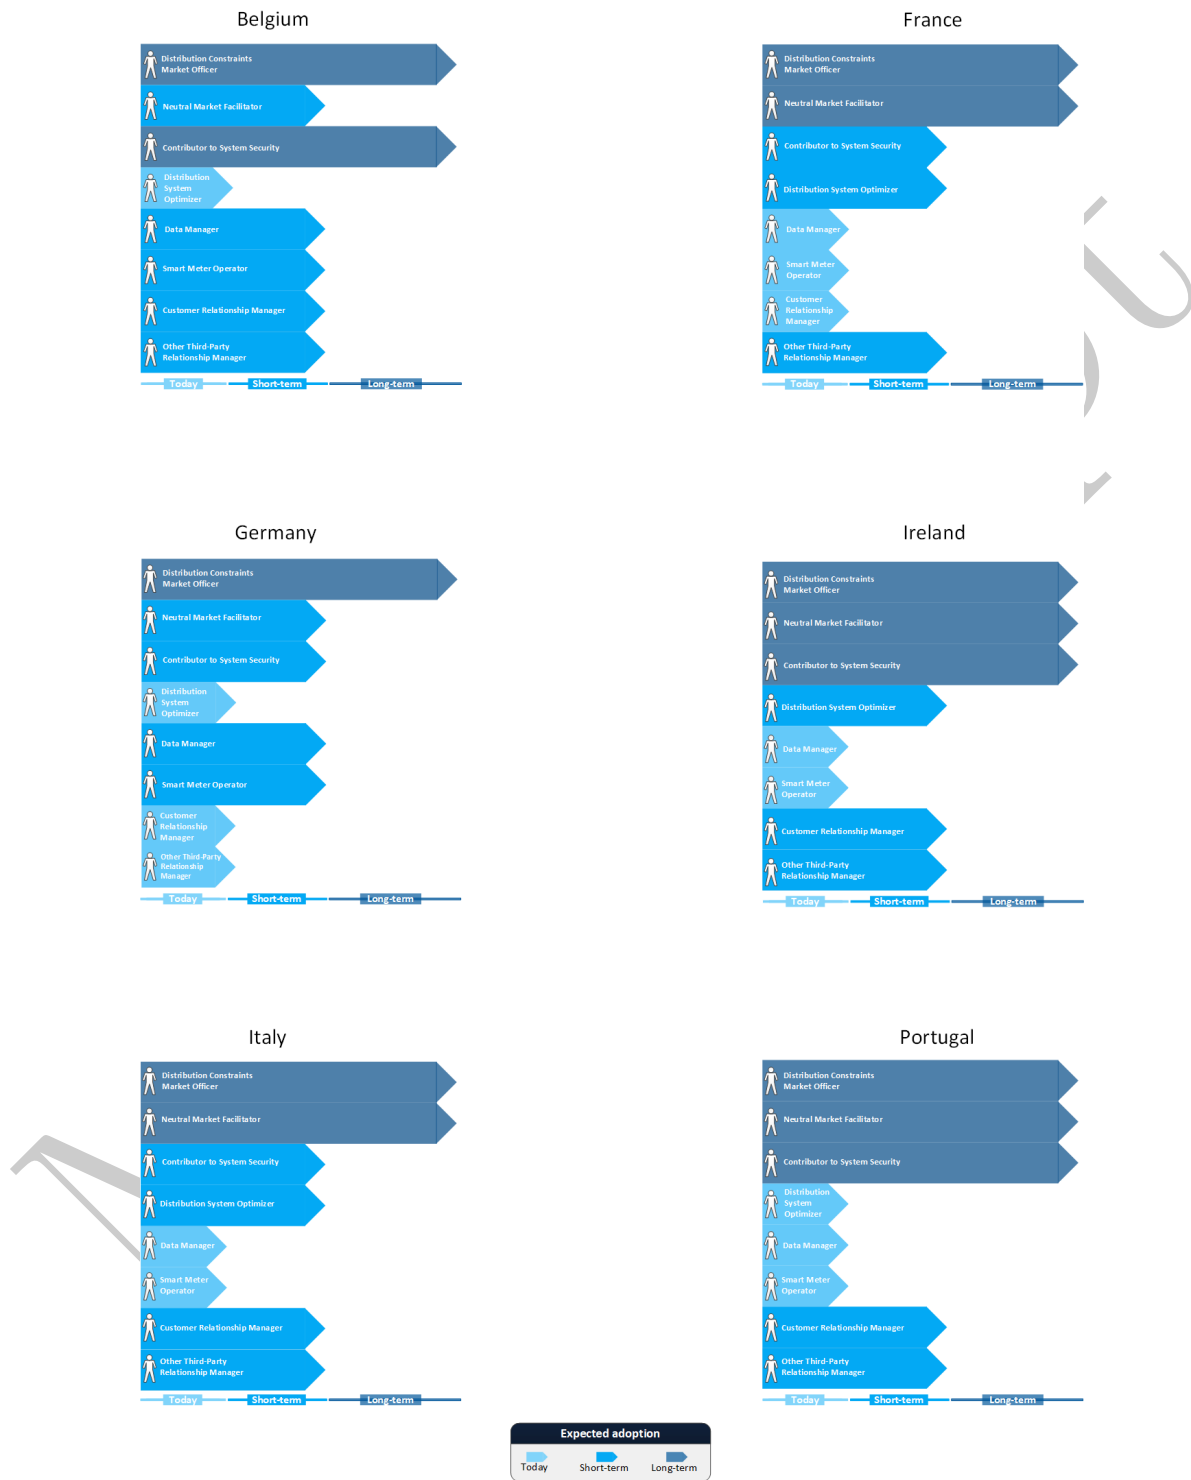 Belgium
Distribution Constraints
Market Officer
Neutral Market Facilitator
Contributor to System Security
Distribution
System
Optimizer
Data Manager
Smart Meter Operator
Customer Relationship Manager
Other Third-Party
Relationship Manager
Today Short-term Long-term
France
Distribution Constraints
Market Officer
Neutral Market Facilitator
Contributor to System Security
Distribution System Optimizer
Data Manager
Smart Meter
Operator
Customer
Relationship
Manager
Other Third-Party
Relationship Manager
Today Short-term Long-term
Germany
Distribution Constraints
Market Officer
Neutral Market Facilitator
Contributor to System Security
Distribution
System
Optimizer
Data Manager
Smart Meter Operator
Customer
Relationship
Manager
Other Third-Party
Relationship
Manager
Today Short-term Long-term
Ireland
Distribution Constraints
Market Officer
Neutral Market Facilitator
Contributor to System Security
Distribution System Optimizer
Data Manager
Smart Meter
Operator
Customer Relationship Manager
Other Third-Party
Relationship Manager
Today Short-term Long-term
Italy
Distribution Constraints
Market Officer
Neutral Market Facilitator
Contributor to System Security
Distribution System Optimizer
Data Manager
Smart Meter
Operator
Customer Relationship Manager
Other Third-Party
Relationship Manager
Today Short-term Long-term
Portugal
Distribution Constraints
Market Officer
Neutral Market Facilitator
Contributor to System Security
Distribution
System
Optimizer
Data Manager
Smart Meter
Operator
Customer Relationship Manager
Other Third-Party
Relationship Manager
Today Short-term Long-term
Expected adoption
Today Short-term Long-term